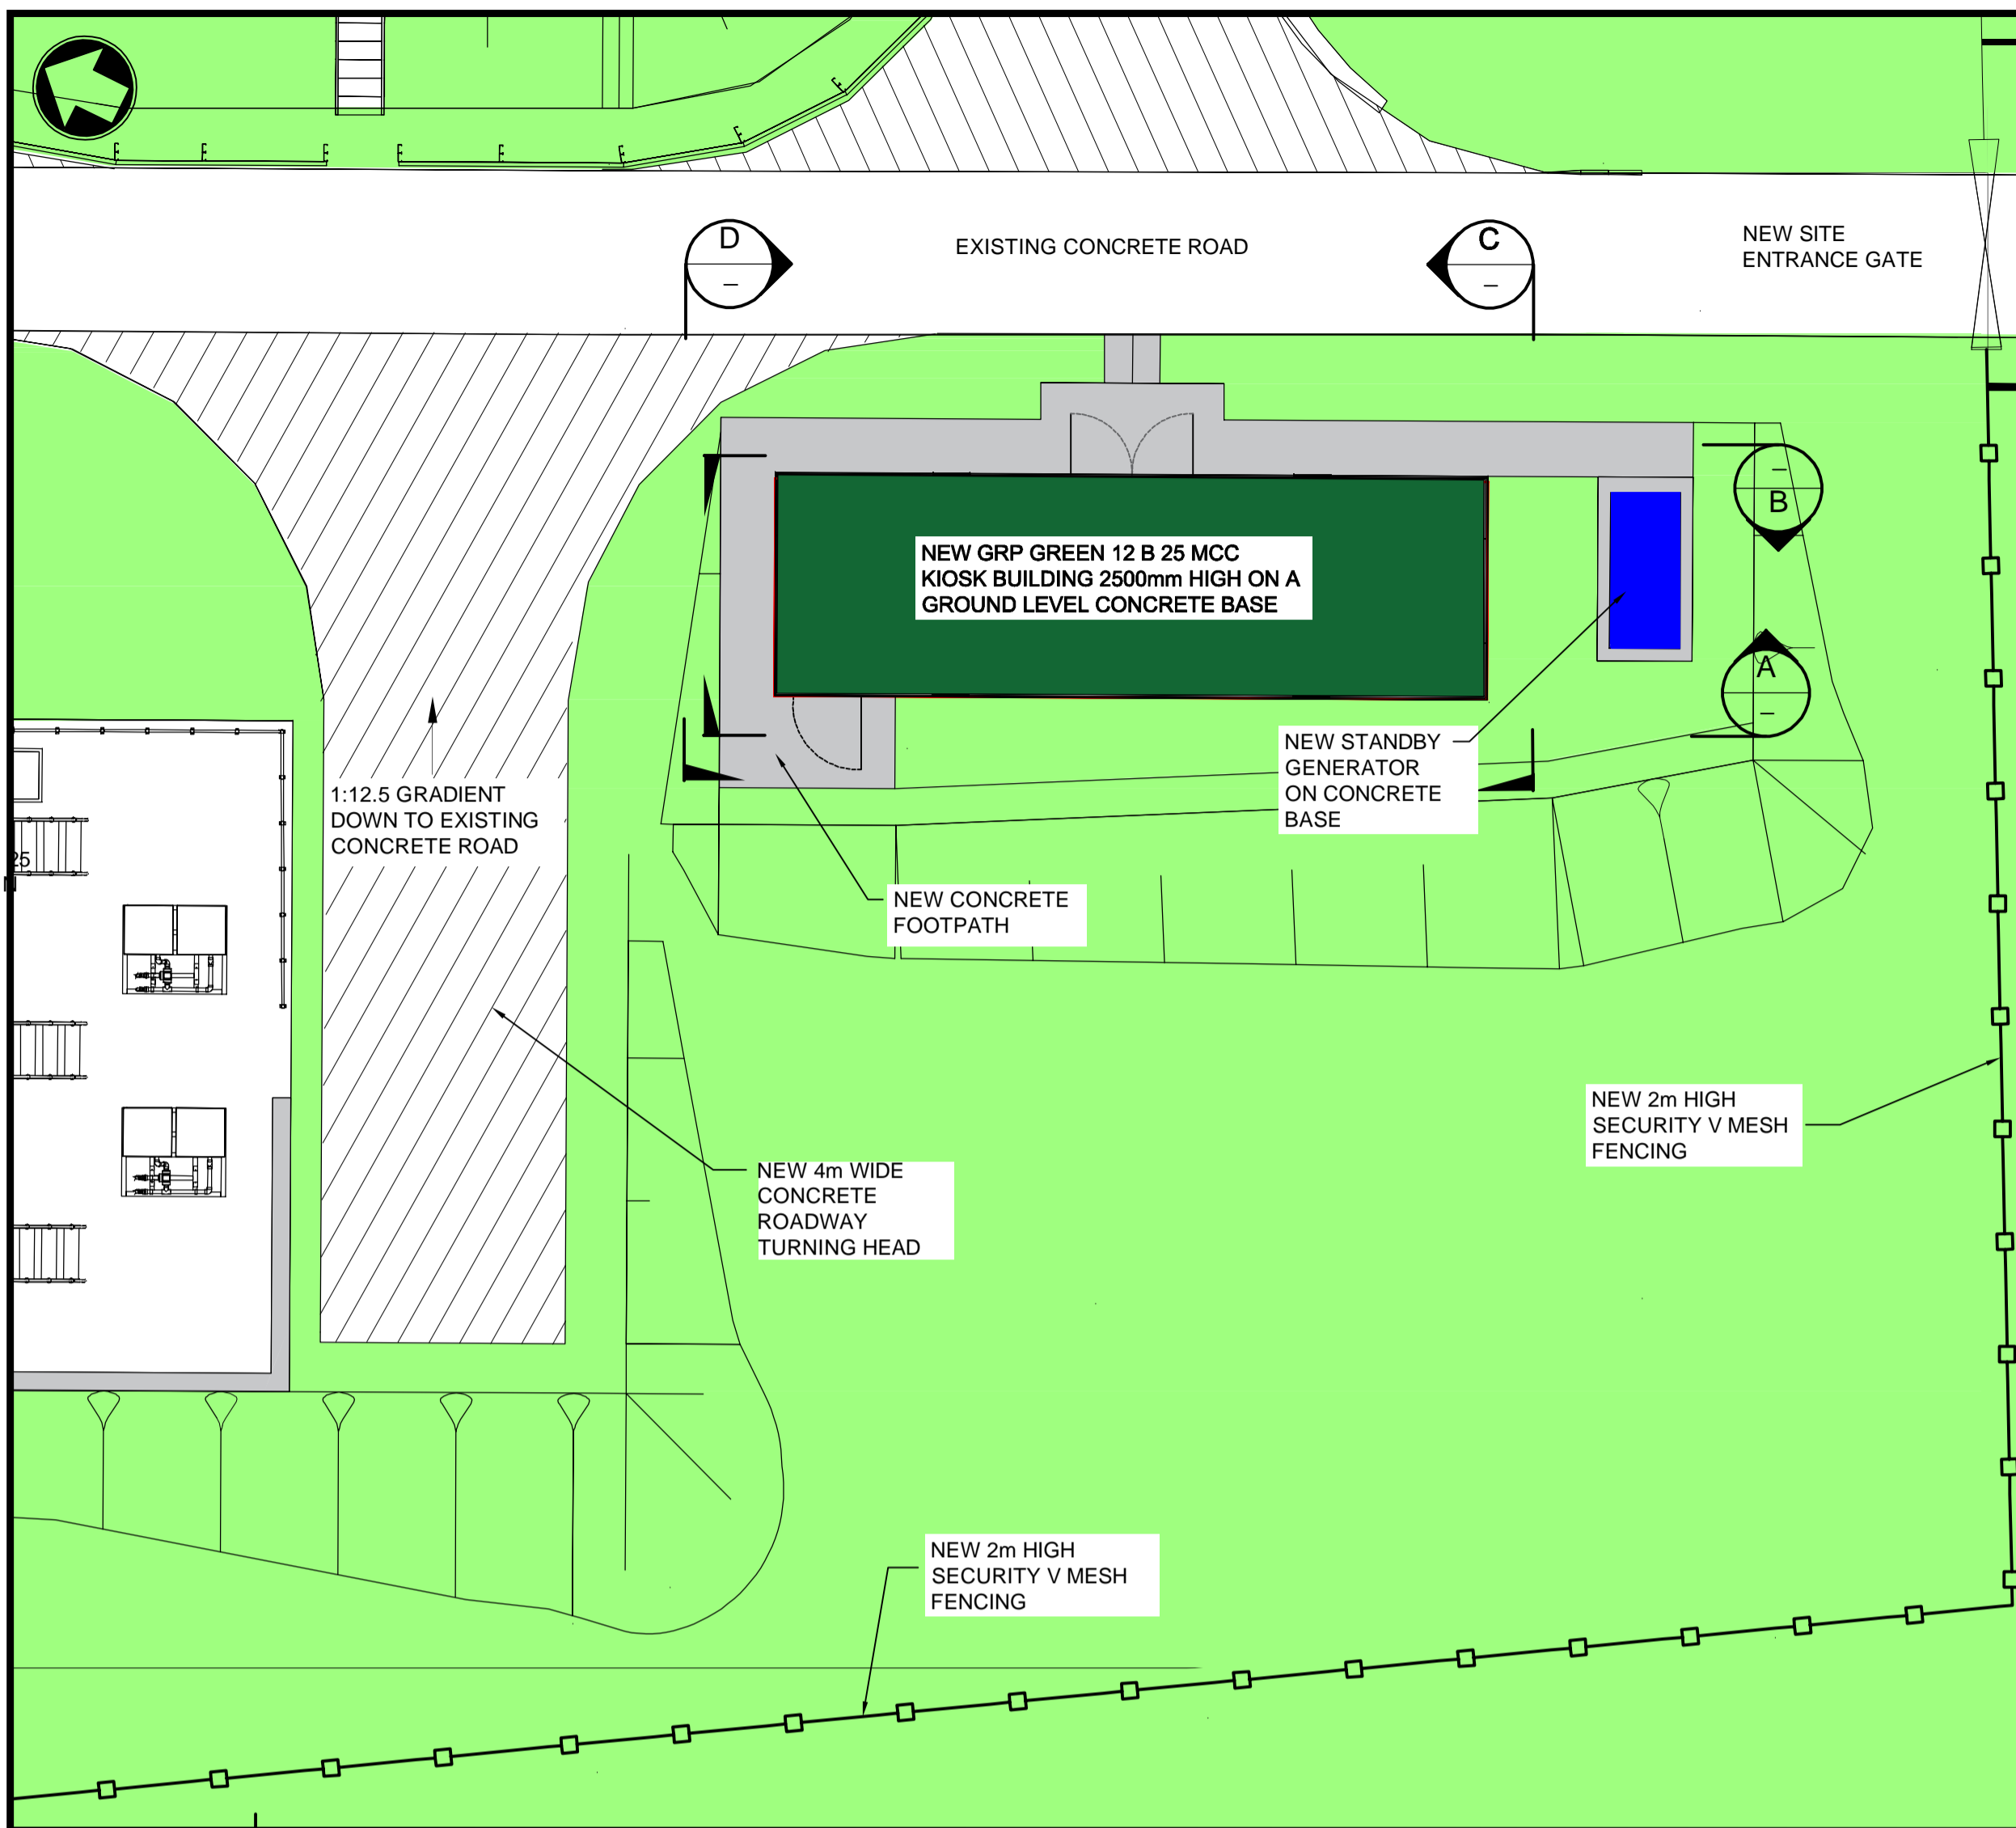 D
–
EXISTING CONCRETE ROAD
C
–
NEW SITE
ENTRANCE GATE
–
B
NEW GRP GREEN 12 B 25 MCC
KIOSK BUILDING 2500mm HIGH ON A
GROUND LEVEL CONCRETE BASE
A
–
NEW STANDBY
GENERATOR
ON CONCRETE
BASE
1:12.5 GRADIENT
DOWN TO EXISTING
CONCRETE ROAD
25
NEW CONCRETE
FOOTPATH
NEW 2m HIGH
SECURITY V MESH
FENCING
NEW 4m WIDE
CONCRETE
ROADWAY
TURNING HEAD
NEW 2m HIGH
SECURITY V MESH
FENCING